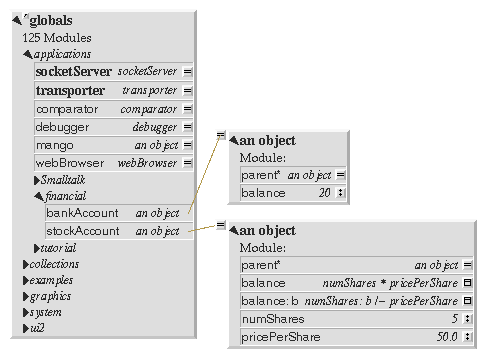 globals
125 Modules
applications
socketServer socketServer
transporter transporter
comparator comparator
debugger debugger
mango an object
webBrowser webBrowser
Smalltalk
financial
bankAccount an object
stockAccount an object
tutorial
collections
examples
graphics
system
ui2
an object
Module:
parent* an object
balance 20
an object
Module:
parent* an object
balance numShares * pricePerShare
balance: b numShares: b /~ pricePerShare
numShares 5
pricePerShare 50.0